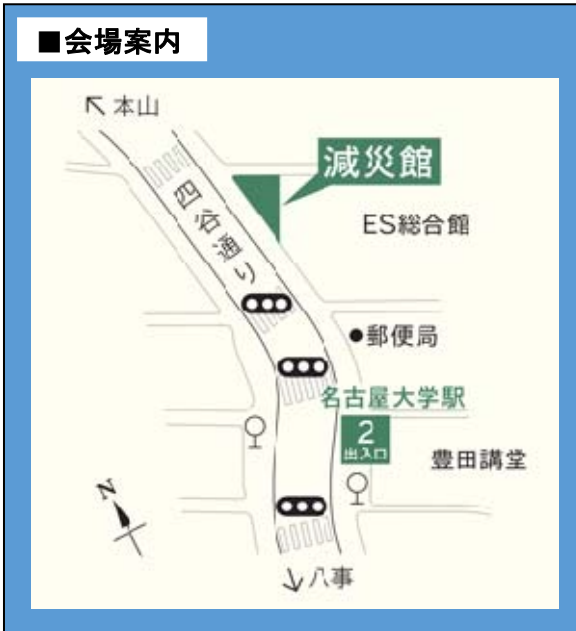 ■会場案内
↖本山
減災館
四谷通り
ES総合館
●郵便局
名古屋大学駅
2
出入口
豊田講堂
N
↓八事